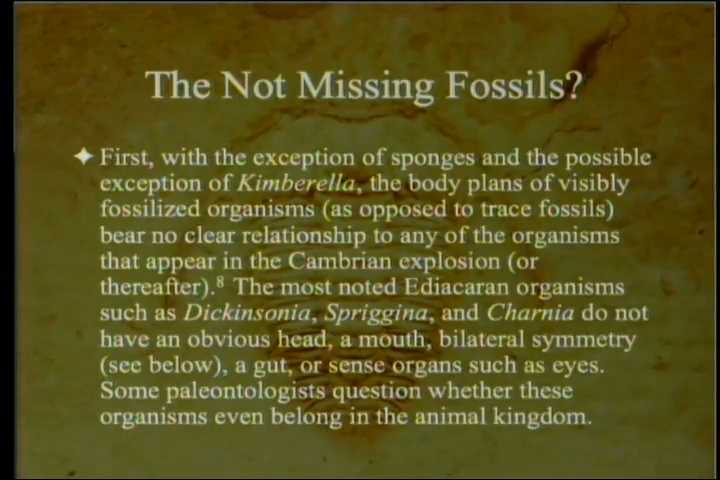 The Not Missing Fossils?
✦ First, with the exception of sponges and the possible
exception of Kimberella, the body plans of visibly
fossilized organisms (as opposed to trace fossils)
bear no clear relationship to any of the organisms
that appear in the Cambrian explosion (or
thereafter).⁸ The most noted Ediacaran organisms
such as Dickinsonia, Spriggina, and Charnia do not
have an obvious head, a mouth, bilateral symmetry
(see below), a gut, or sense organs such as eyes.
Some paleontologists question whether these
organisms even belong in the animal kingdom.